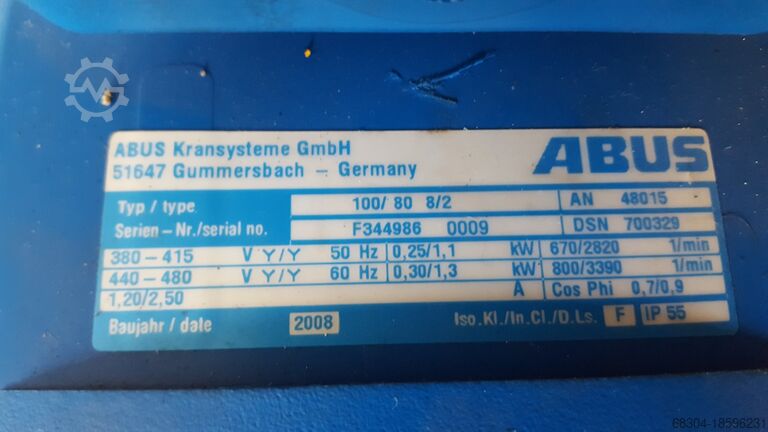 ABUS Kransysteme GmbH
51647 Gummersbach – Germany
ABUS
Typ / type 100/ 80 8/2 AN 48015
Serien-Nr./serial no. F344986 0009 DSN 700329
380-415 V Y/Y 50 Hz 0,25/1,1 kW 670/2820 1/min
440-480 V Y/Y 60 Hz 0,30/1,3 kW 800/3390 1/min
1,20/2,50 A Cos Phi 0,7/0,9
Baujahr / date 2008 Iso.Kl./In.Cl./D.Ls. F IP 55
68304-18596231